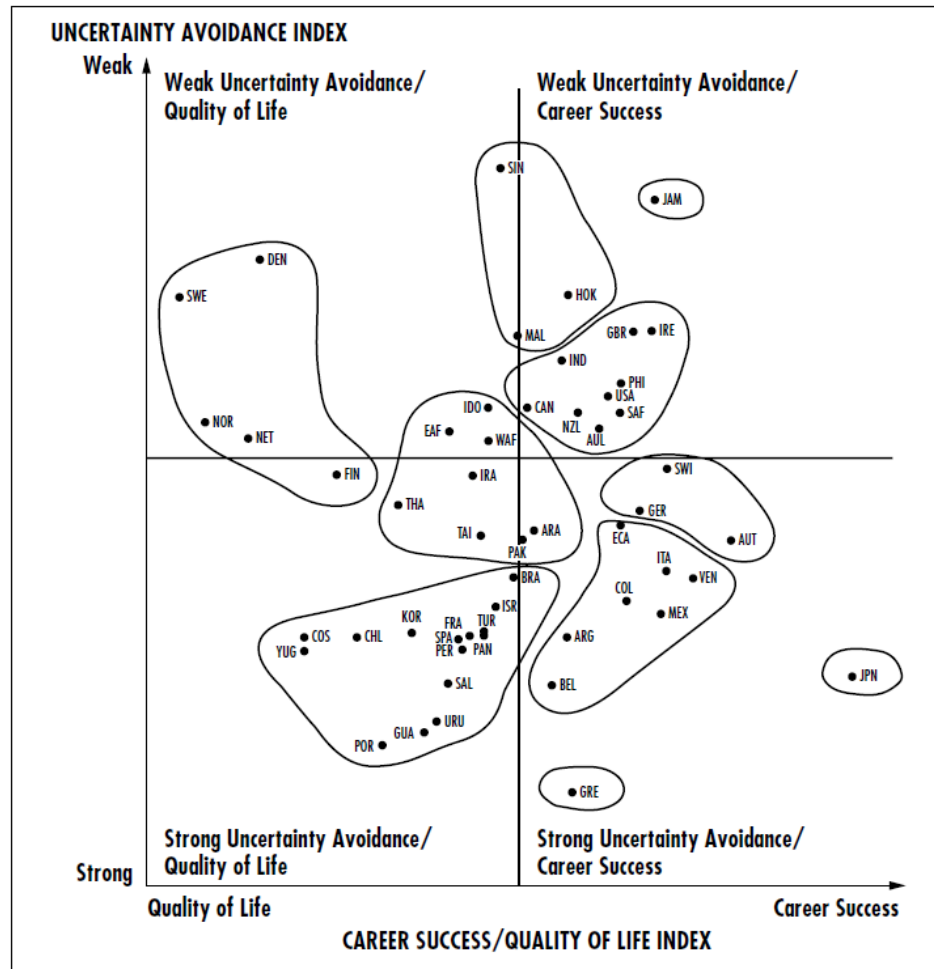 UNCERTAINTY AVOIDANCE INDEX
Weak
Weak Uncertainty Avoidance/
Quality of Life
Weak Uncertainty Avoidance/
Career Success
SIN
JAM
DEN
SWE
HOK
MAL
GBR
IRE
IND
PHI
USA
IDO
CAN
SAF
NZL
NOR
EAF
AUL
NET
WAF
SWI
FIN
IRA
THA
GER
ECA
TAI
ARA
PAK
AUT
ITA
BRA
VEN
COL
ISR
MEX
KOR
FRA
TUR
COS
CHL
SPA
ARG
YUG
PER
PAN
JPN
SAL
BEL
URU
GUA
POR
GRE
Strong Uncertainty Avoidance/
Quality of Life
Strong Uncertainty Avoidance/
Career Success
Strong
Quality of Life
Career Success
CAREER SUCCESS/QUALITY OF LIFE INDEX